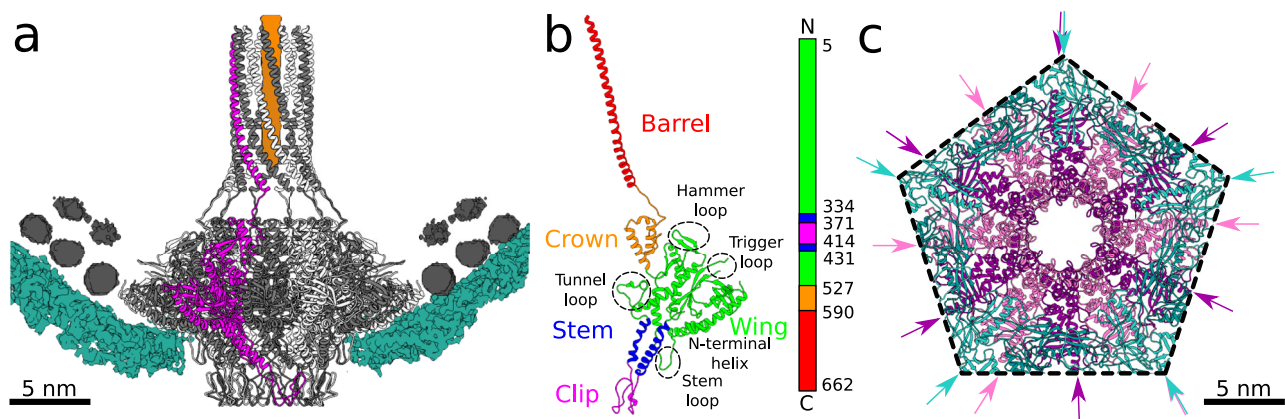 a
5 nm
b
Barrel
Hammer
loop
Crown
Trigger
loop
Tunnel
loop
Stem
Wing
N-terminal
helix
Stem
loop
Clip
N
5
334
371
414
431
527
590
662
C
c
5 nm